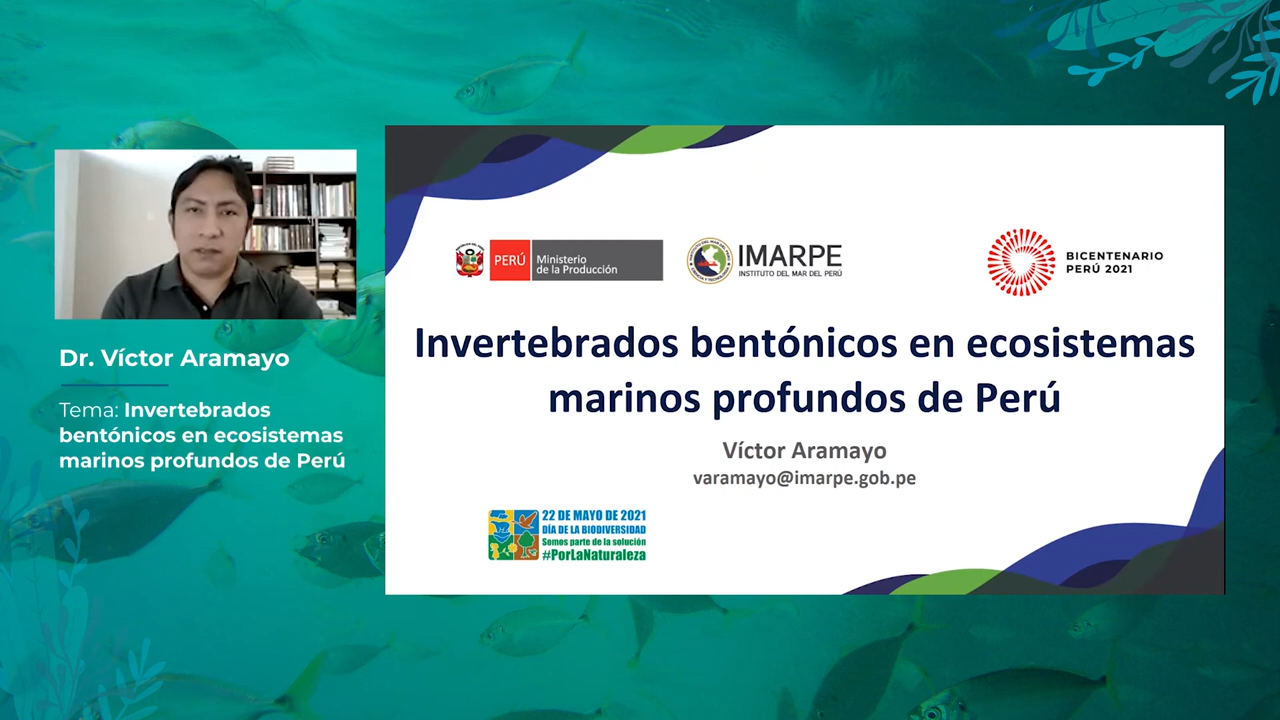 Dr. Víctor Aramayo
Tema: Invertebrados
bentónicos en ecosistemas
marinos profundos de Perú
PERÚ
Ministerio
de la Producción
IMARPE
INSTITUTO DEL MAR DEL PERÚ
BICENTENARIO
PERÚ 2021
Invertebrados bentónicos en ecosistemas
marinos profundos de Perú
Víctor Aramayo
varamayo@imarpe.gob.pe
22 DE MAYO DE 2021
DÍA DE LA BIODIVERSIDAD
Somos parte de la solución
#PorLaNaturaleza